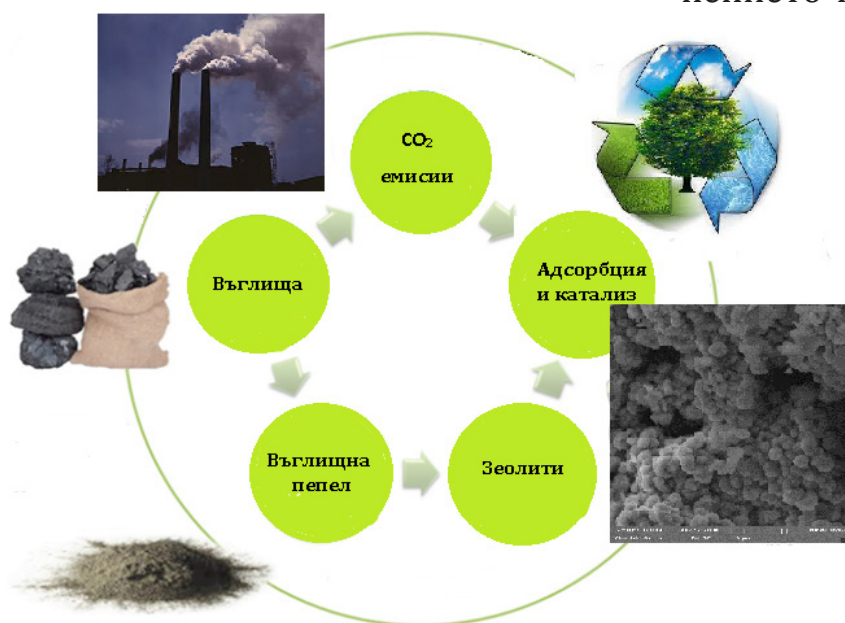 CO₂
емисии
Въглища
Адсорбция
и катализ
Въглищна
пепел
Зеолити